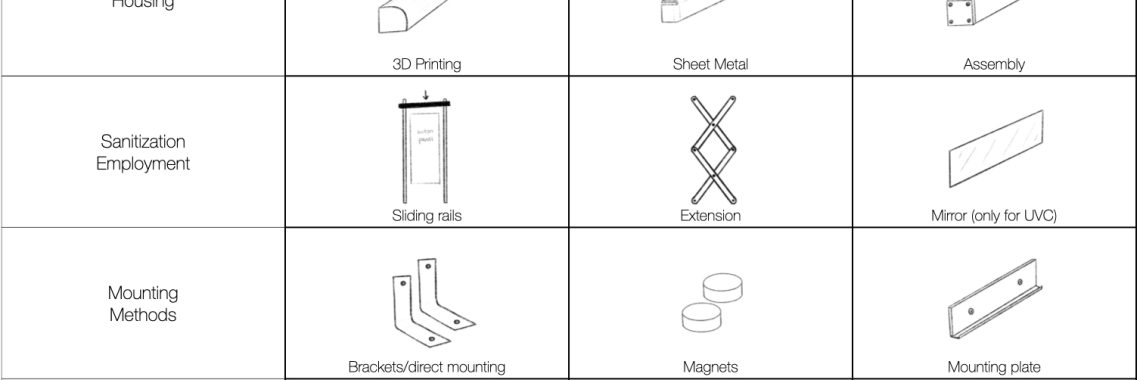 Housing
3D Printing
Sheet Metal
Assembly
Sanitization
Employment
button
panel
Sliding rails
Extension
Mirror (only for UVC)
Mounting
Methods
Brackets/direct mounting
Magnets
Mounting plate